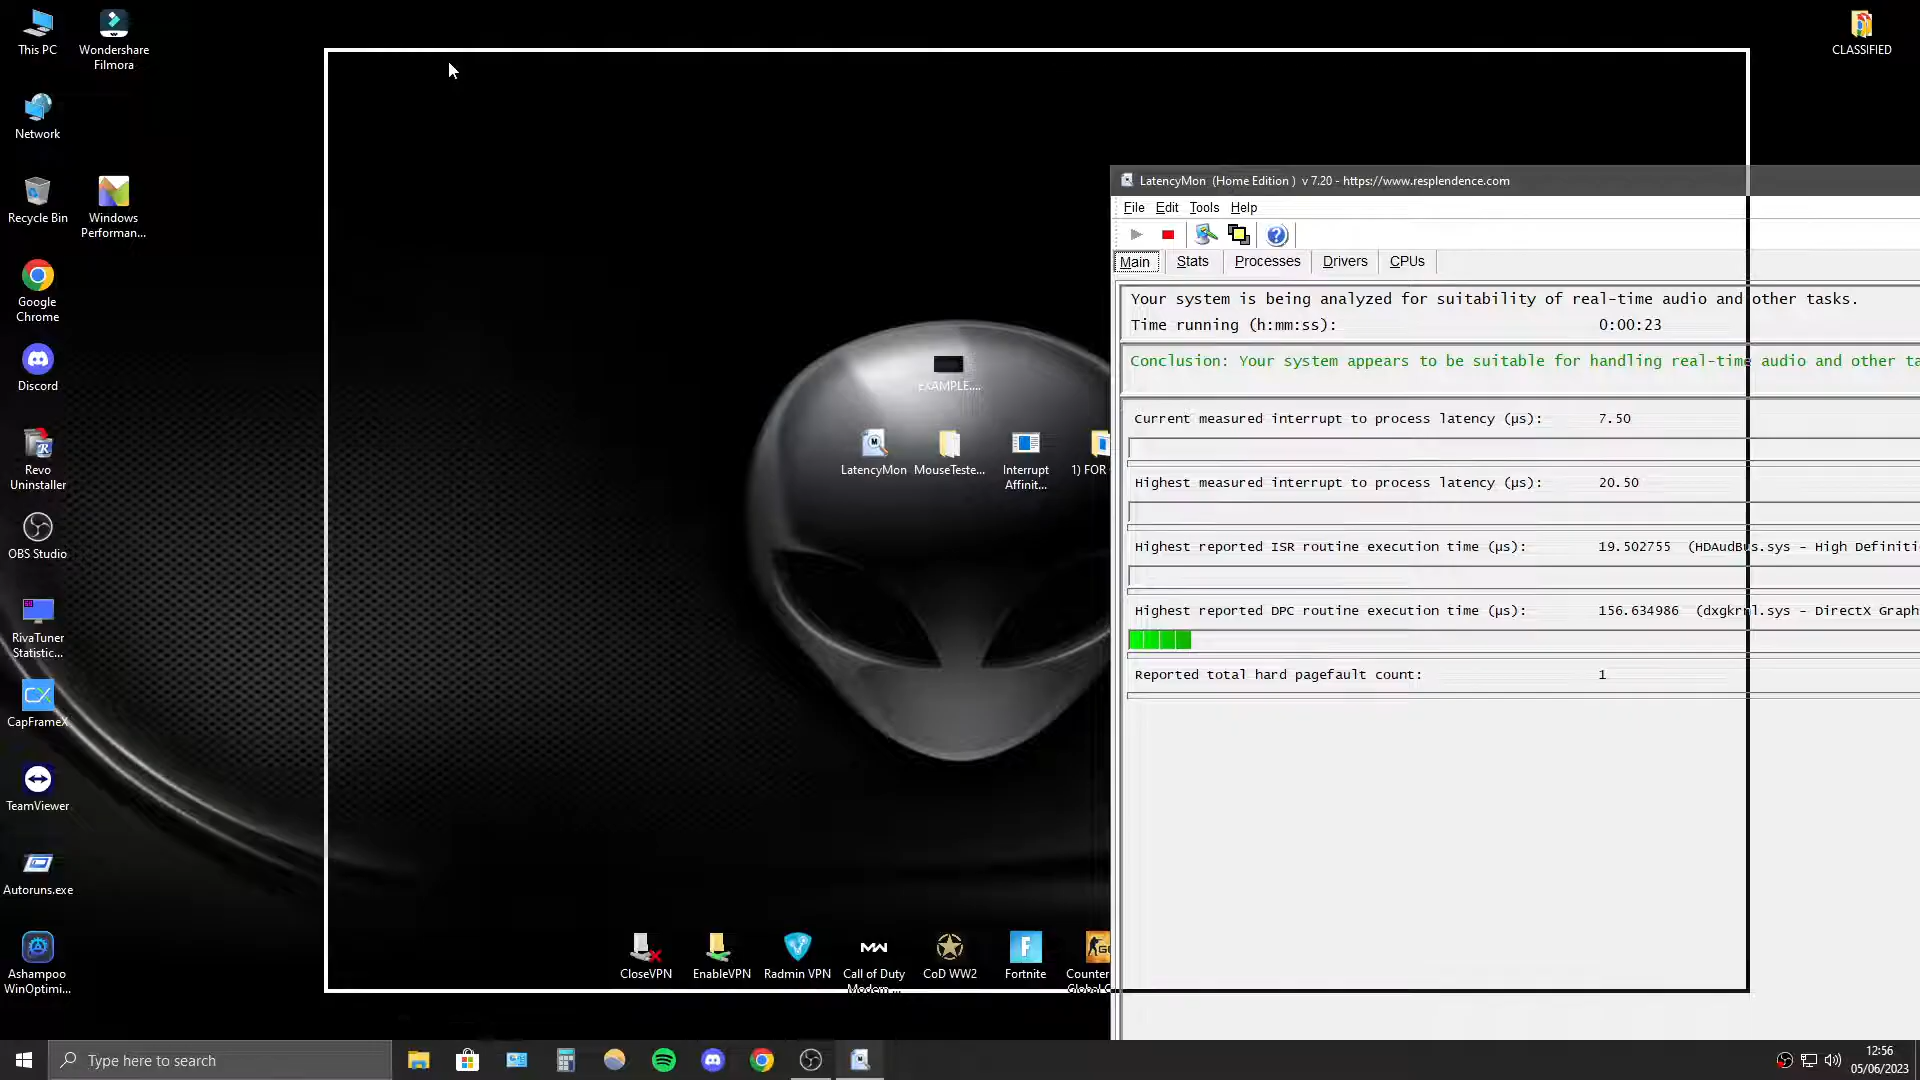 This PC
Wondershare
Filmora
CLASSIFIED
Network
Recycle Bin
Windows
Performan...
Google
Chrome
Discord
Revo
Uninstaller
OBS Studio
RivaTuner
Statistic...
CapFrameX
TeamViewer
Autoruns.exe
Ashampoo
WinOptimi...
EXAMPLE....
LatencyMon
MouseTeste...
Interrupt
Affinit...
1) FOR
CloseVPN
EnableVPN
Radmin VPN
Call of Duty
Modern ...
CoD WW2
Fortnite
Counter
Global
LatencyMon (Home Edition ) v 7.20 - https://www.resplendence.com
File Edit Tools Help
Main Stats Processes Drivers CPUs
Your system is being analyzed for suitability of real-time audio and other tasks.
Time running (h:mm:ss): 0:00:23
Conclusion: Your system appears to be suitable for handling real-time audio and other ta
Current measured interrupt to process latency (µs): 7.50
Highest measured interrupt to process latency (µs): 20.50
Highest reported ISR routine execution time (µs): 19.502755 (HDAudBus.sys - High Definiti
Highest reported DPC routine execution time (µs): 156.634986 (dxgkrnl.sys - DirectX Graph
Reported total hard pagefault count: 1
Type here to search
12:56
05/06/2023